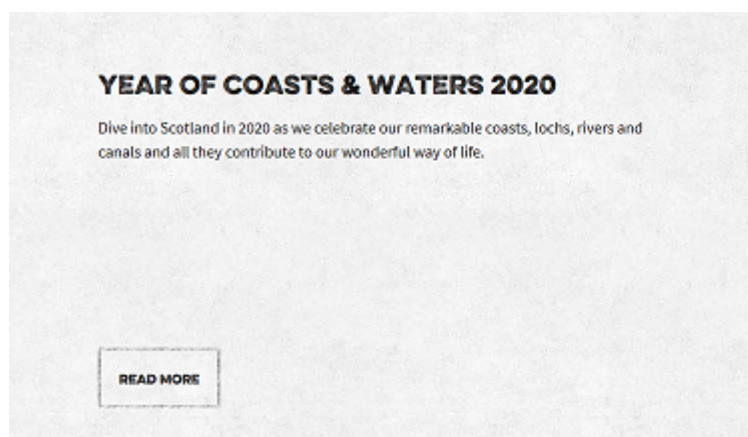 YEAR OF COASTS & WATERS 2020
Dive into Scotland in 2020 as we celebrate our remarkable coasts, lochs, rivers and
canals and all they contribute to our wonderful way of life.
READ MORE